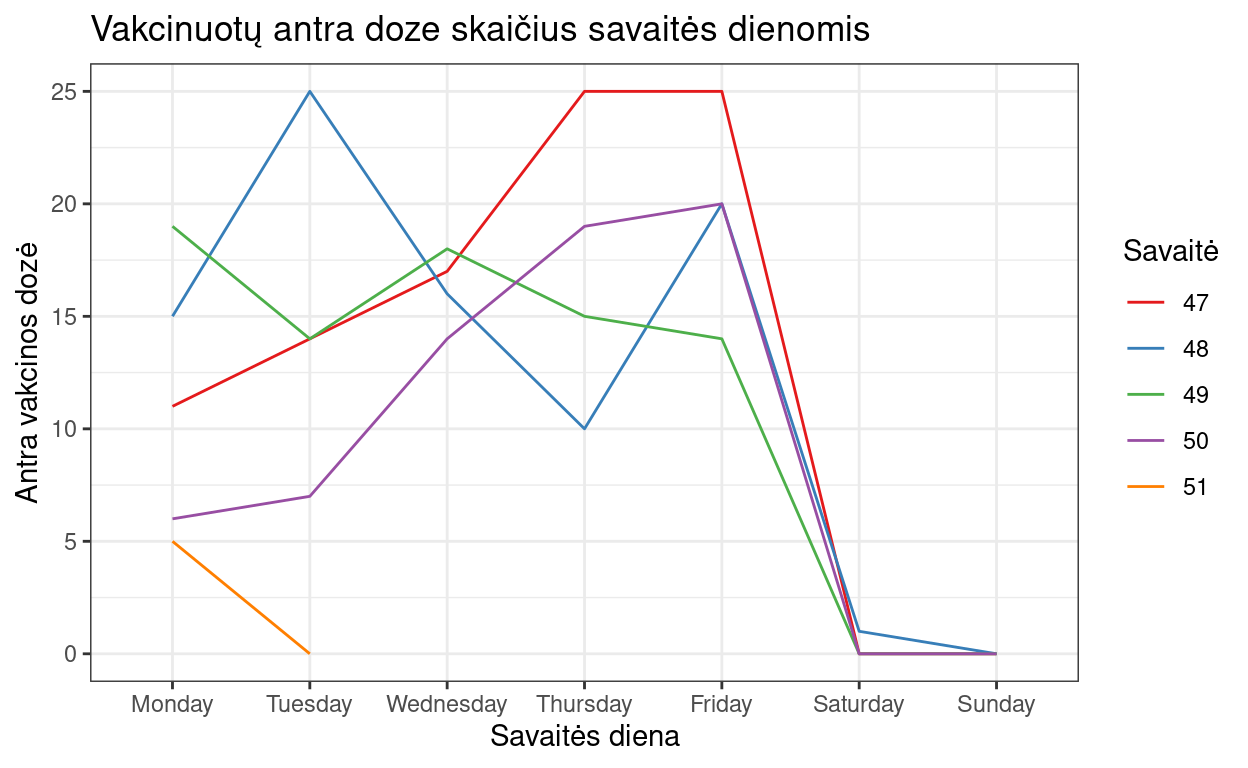 Vakcinuotų antra doze skaičius savaitės dienomis
Antra vakcinos dozė
25
20
15
10
5
0
Monday Tuesday Wednesday Thursday Friday Saturday Sunday
Savaitės diena
Savaitė
47
48
49
50
51